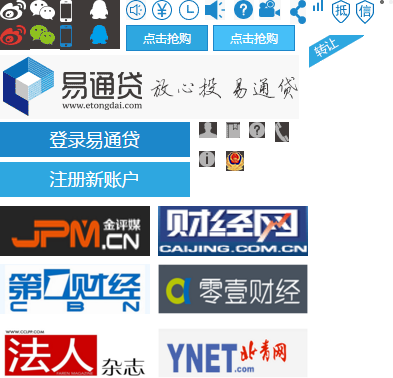 抵 信
点击抢购 点击抢购
转让
易通贷 放心投 易通贷
www.etongdai.com
登录易通贷
注册新账户
JPM 金评媒
.CN
财经网
CAIJING.COM.CN
第一财经
CBN
零壹财经
WWW.CCFF.COM
法人 杂志
YNET 北青网
.com